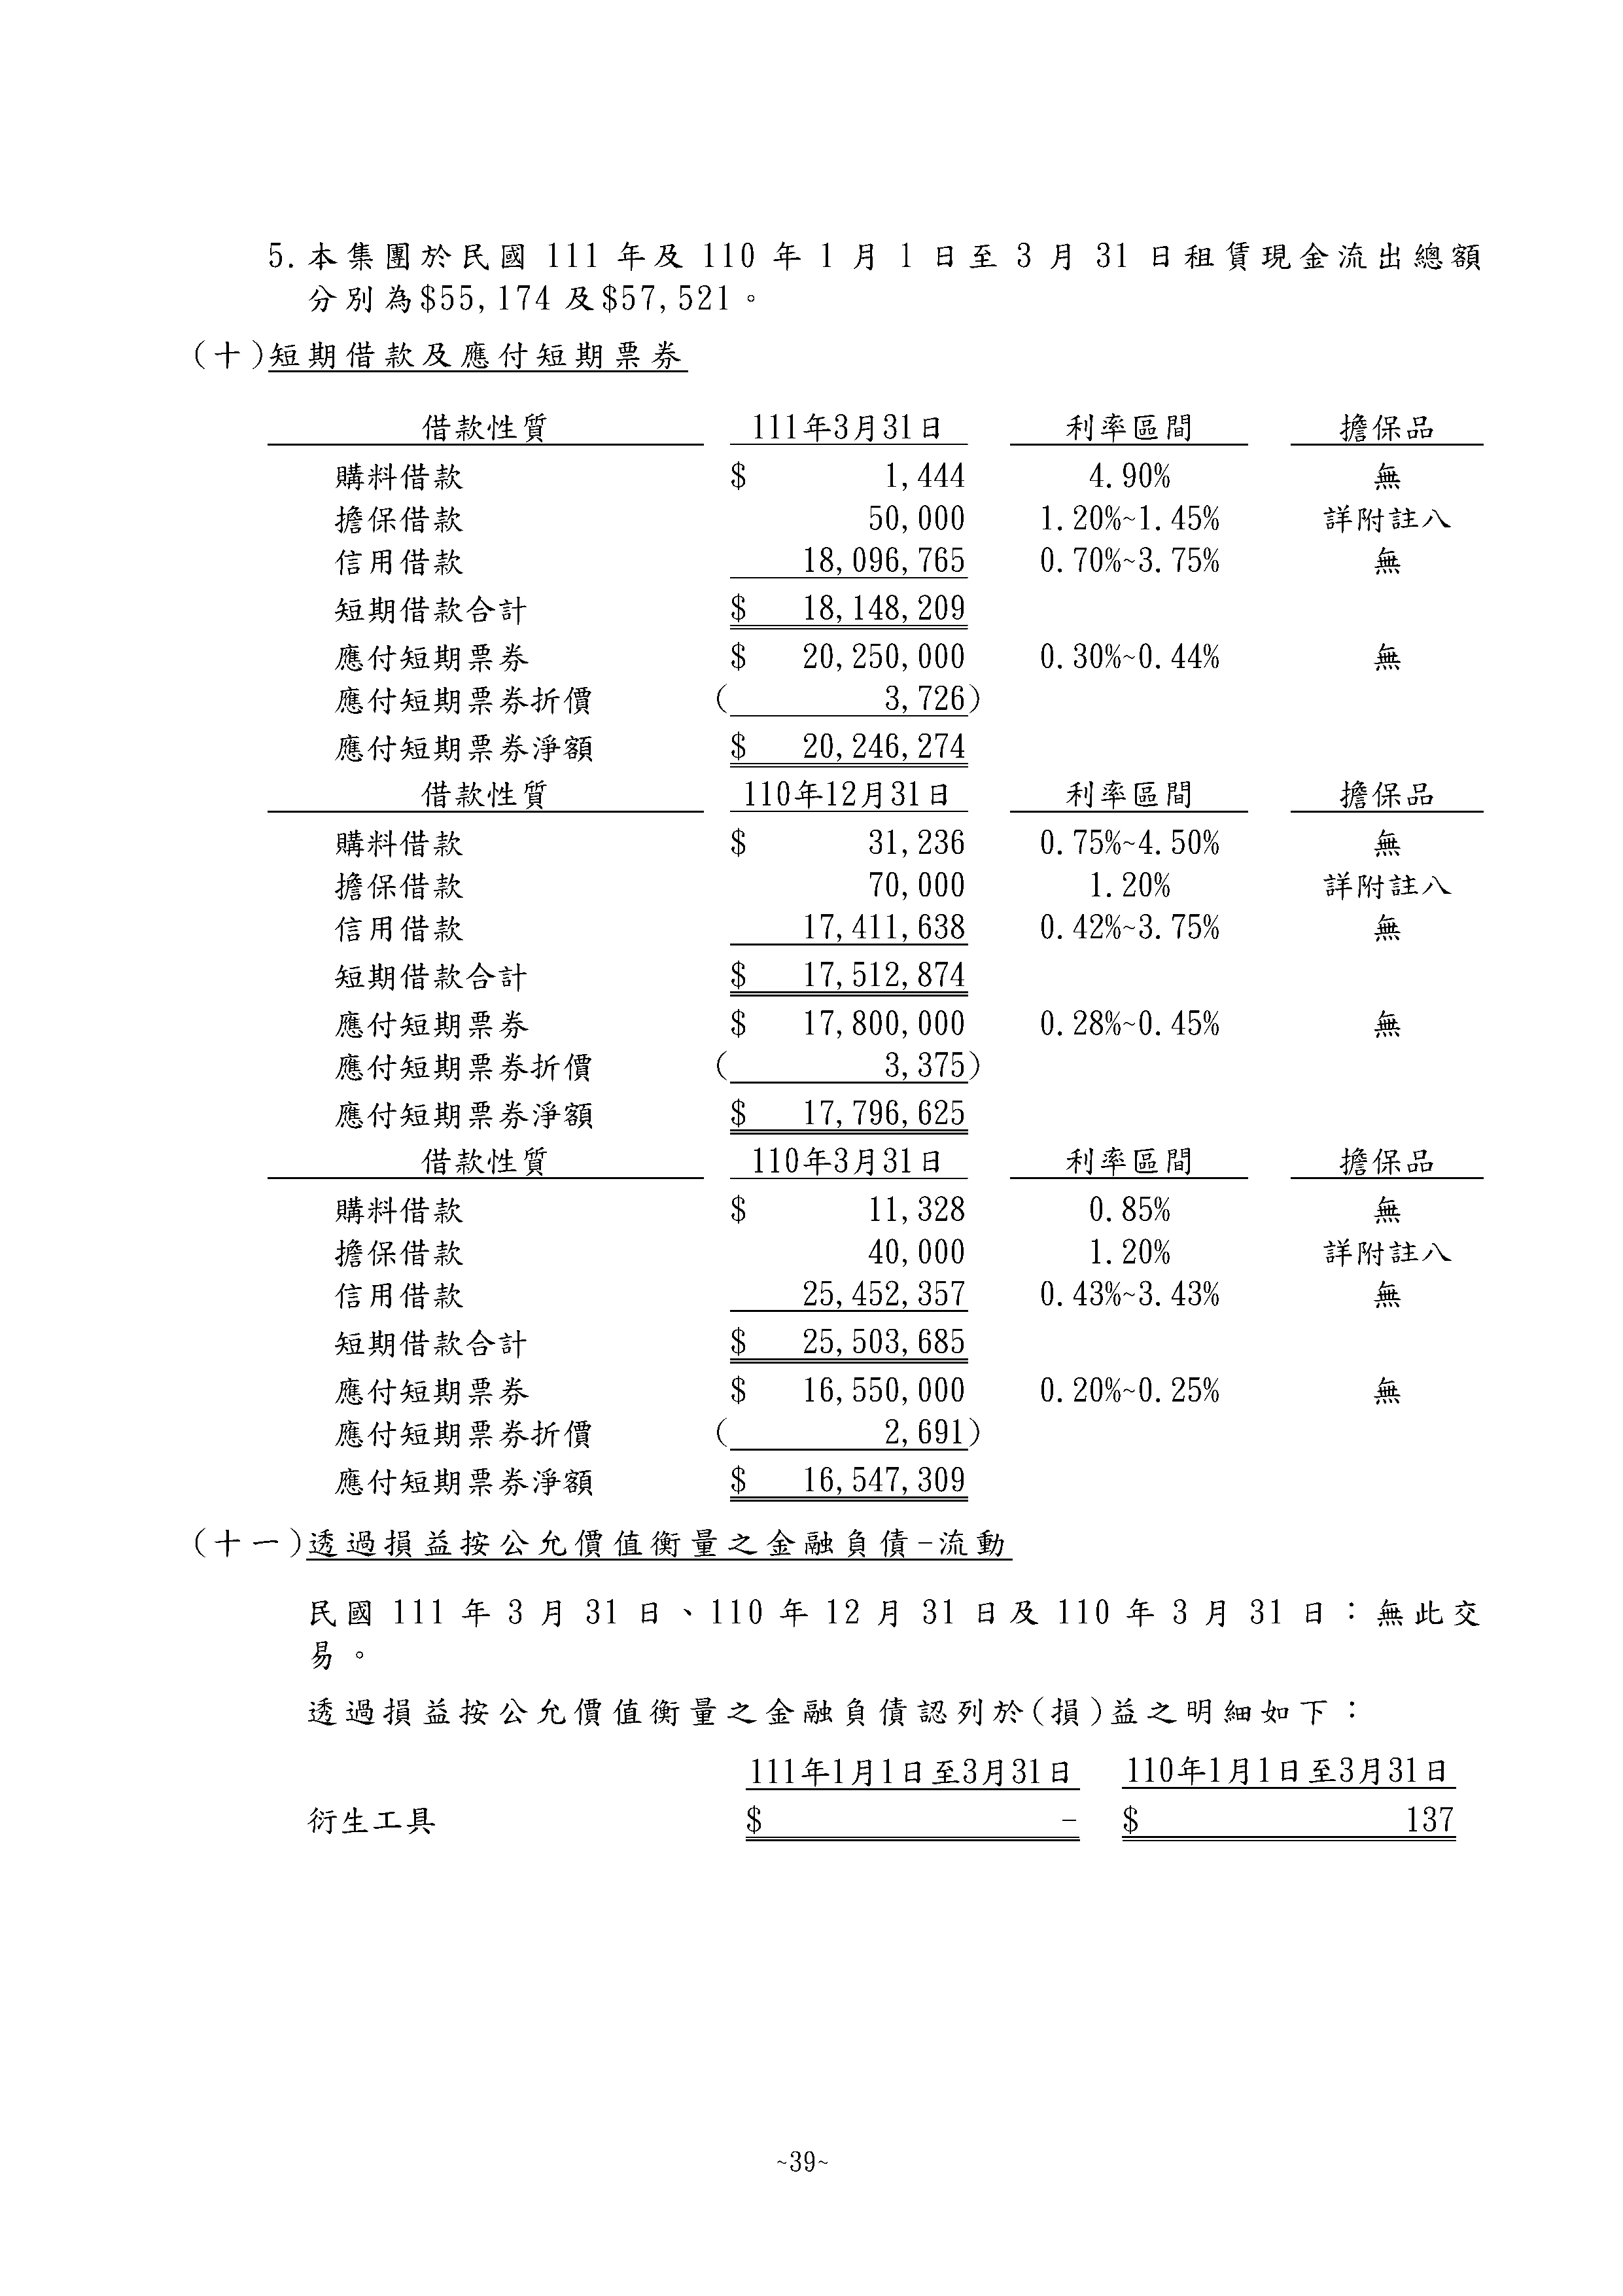 5. 本集團於民國 111 年及 110 年 1 月 1 日至 3 月 31 日租賃現金流出總額
分別為$55,174 及$57,521。
(十)短期借款及應付短期票券
借款性質 111年3月31日 利率區間 擔保品
購料借款 $ 1,444 4.90% 無
擔保借款 50,000 1.20%~1.45% 詳附註八
信用借款 18,096,765 0.70%~3.75% 無
短期借款合計 $ 18,148,209
應付短期票券 $ 20,250,000 0.30%~0.44% 無
應付短期票券折價 ( 3,726)
應付短期票券淨額 $ 20,246,274
借款性質 110年12月31日 利率區間 擔保品
購料借款 $ 31,236 0.75%~4.50% 無
擔保借款 70,000 1.20% 詳附註八
信用借款 17,411,638 0.42%~3.75% 無
短期借款合計 $ 17,512,874
應付短期票券 $ 17,800,000 0.28%~0.45% 無
應付短期票券折價 ( 3,375)
應付短期票券淨額 $ 17,796,625
借款性質 110年3月31日 利率區間 擔保品
購料借款 $ 11,328 0.85% 無
擔保借款 40,000 1.20% 詳附註八
信用借款 25,452,357 0.43%~3.43% 無
短期借款合計 $ 25,503,685
應付短期票券 $ 16,550,000 0.20%~0.25% 無
應付短期票券折價 ( 2,691)
應付短期票券淨額 $ 16,547,309
(十一)透過損益按公允價值衡量之金融負債-流動
民國 111 年 3 月 31 日、110 年 12 月 31 日及 110 年 3 月 31 日：無此交
易。
透過損益按公允價值衡量之金融負債認列於(損)益之明細如下：
111年1月1日至3月31日 110年1月1日至3月31日
衍生工具 $ - $ 137
~39~